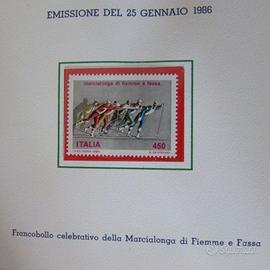 EMISSIONE DEL 25 GENNAIO 1986
marcialonga di fiemme e fassa
ITALIA 450
Francobollo celebrativo della Marcialonga di Fiemme e Fassa